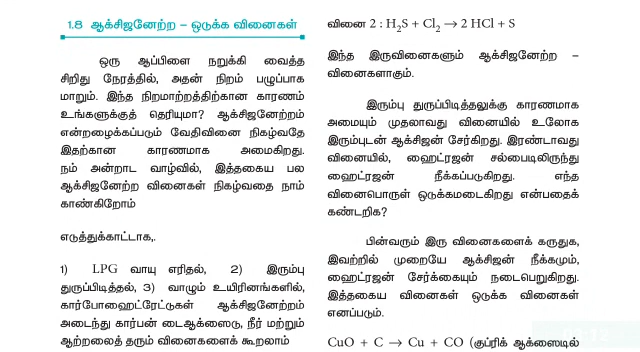 1.8 ஆக்சிஜனேற்ற – ஒடுக்க வினைகள்
ஒரு ஆப்பிளை நறுக்கி வைத்த
சிறிது நேரத்தில், அதன் நிறம் பழுப்பாக
மாறும். இந்த நிறமாற்றத்திற்கான காரணம்
உங்களுக்குத் தெரியுமா? ஆக்சிஜனேற்றம்
என்றழைக்கப்படும் வேதிவினை நிகழ்வதே
இதற்கான காரணமாக அமைகிறது.
நம் அன்றாட வாழ்வில், இத்தகைய பல
ஆக்சிஜனேற்ற வினைகள் நிகழ்வதை நாம்
காண்கிறோம்
எடுத்துக்காட்டாக,.
1) LPG வாயு எரிதல், 2) இரும்பு
துருப்பிடித்தல், 3) வாழும் உயிரினங்களில்,
கார்போஹைட்ரேட்டுகள் ஆக்சிஜனேற்றம்
அடைந்து கார்பன் டைஆக்ஸைடு, நீர் மற்றும்
ஆற்றலைத் தரும் வினைகளைக் கூறலாம்
வினை 2 : H₂S + Cl₂ → 2 HCl + S
இந்த இருவினைகளும் ஆக்சிஜனேற்ற –
வினைகளாகும்.
இரும்பு துருப்பிடித்தலுக்கு காரணமாக
அமையும் முதலாவது வினையில் உலோக
இரும்புடன் ஆக்சிஜன் சேர்கிறது. இரண்டாவது
வினையில், ஹைட்ரஜன் சல்பைடிலிருந்து
ஹைட்ரஜன் நீக்கப்படுகிறது. எந்த
வினைபொருள் ஒடுக்கமடைகிறது என்பதைக்
கண்டறிக?
பின்வரும் இரு வினைகளைக் கருதுக,
இவற்றில் முறையே ஆக்சிஜன் நீக்கமும்,
ஹைட்ரஜன் சேர்க்கையும் நடைபெறுகிறது.
இத்தகைய வினைகள் ஒடுக்க வினைகள்
எனப்படும்.
CuO + C → Cu + CO (குப்ரிக் ஆக்ஸைடில்